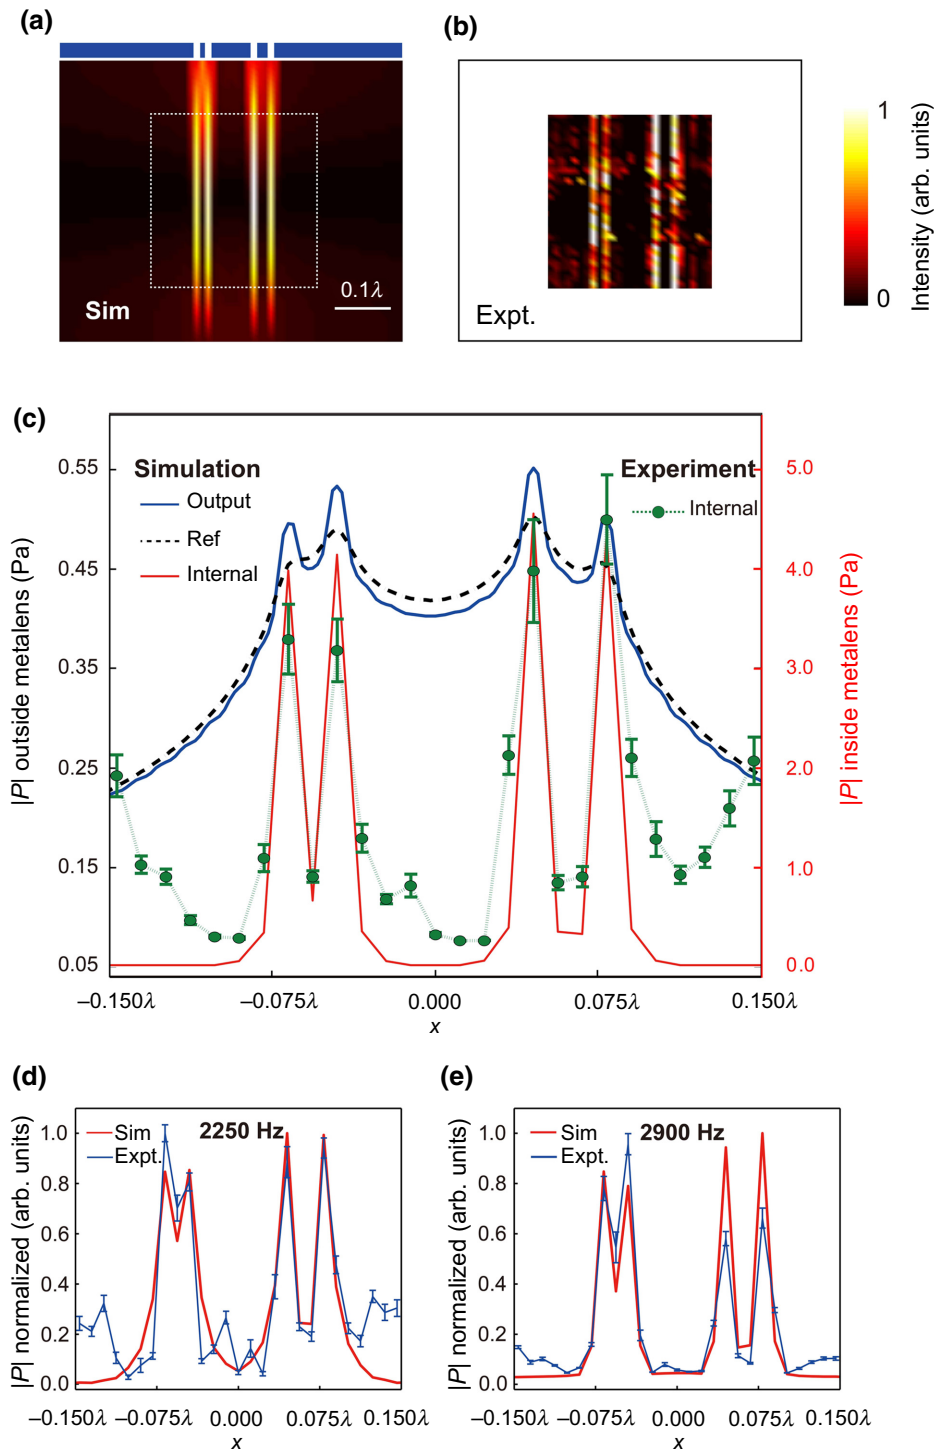 (a)
(b)
Sim
0.1λ
Expt.
1
0
Intensity (arb. units)
(c)
Simulation
Output
Ref
Internal
Experiment
Internal
0.55
0.45
0.35
0.25
0.15
0.05
|P| outside metalens (Pa)
5.0
4.0
3.0
2.0
1.0
0.0
|P| inside metalens (Pa)
–0.150λ –0.075λ 0.000 0.075λ 0.150λ
x
(d)
Sim
Expt.
2250 Hz
1.0
0.8
0.6
0.4
0.2
0.0
|P| normalized (arb. units)
–0.150λ –0.075λ 0.000 0.075λ 0.150λ
x
(e)
Sim
Expt.
2900 Hz
1.0
0.8
0.6
0.4
0.2
0.0
|P| normalized (arb. units)
–0.150λ –0.075λ 0.000 0.075λ 0.150λ
x